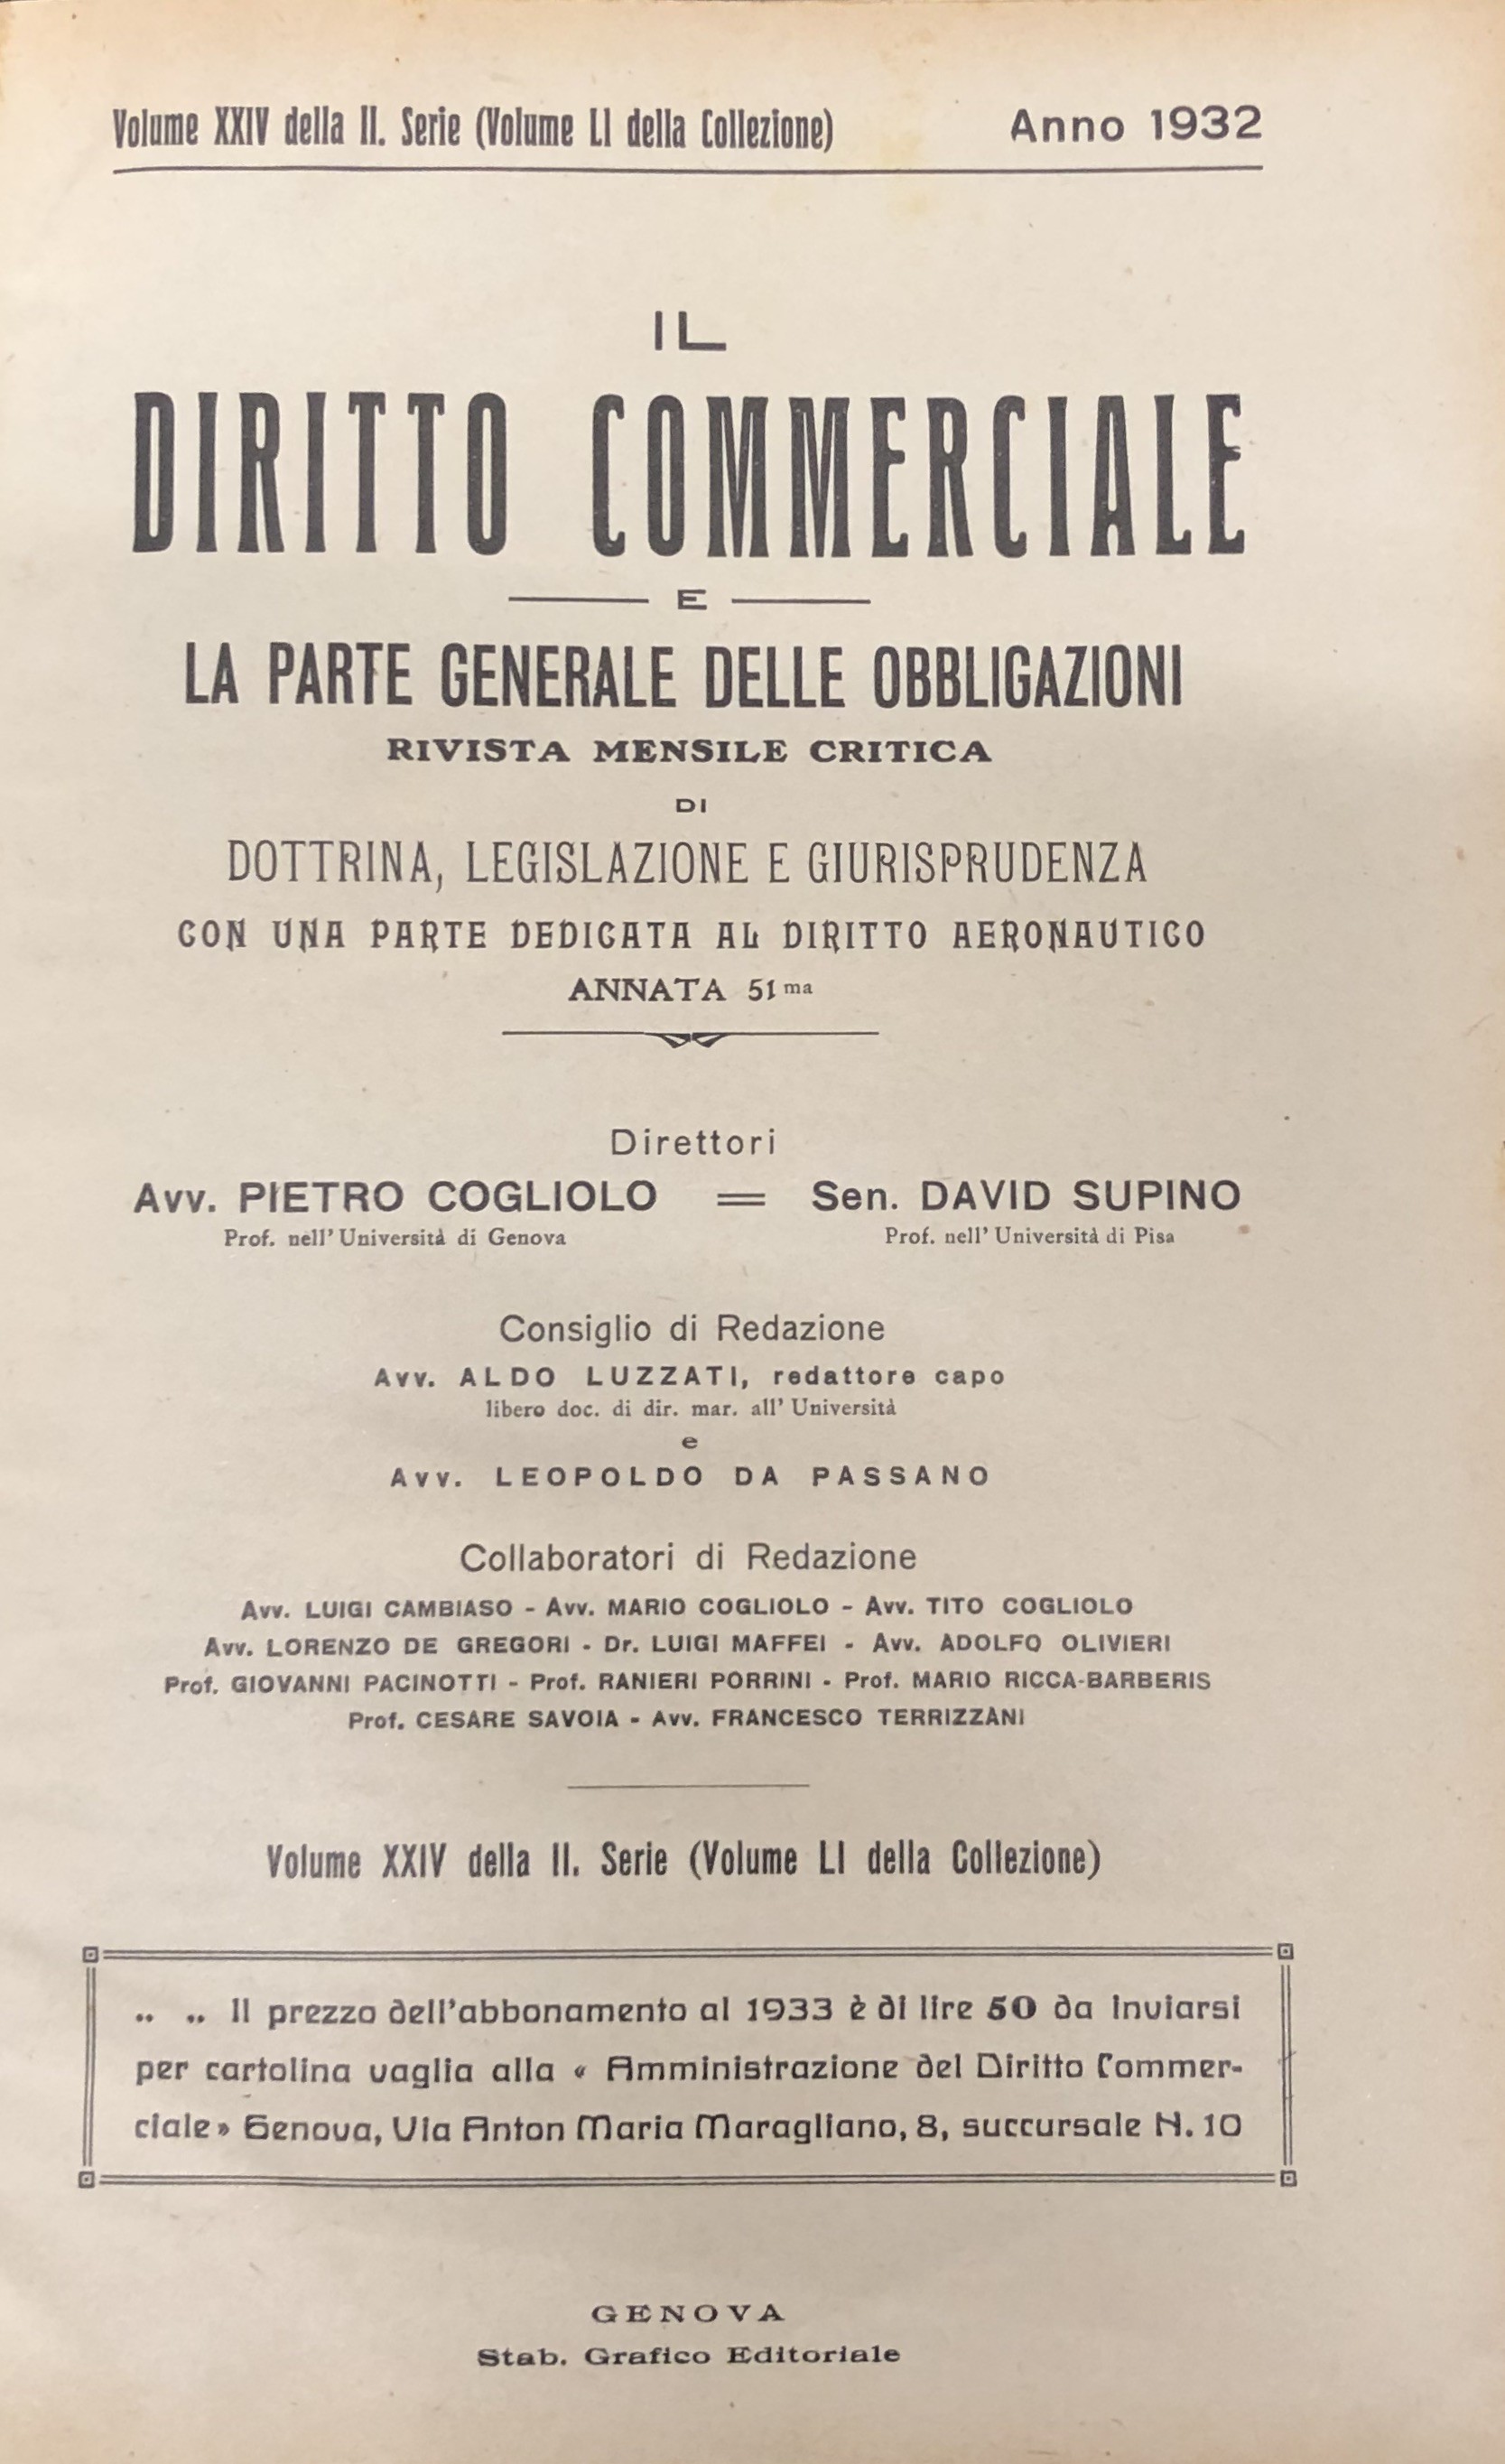 Volume XXIV della II. Serie (Volume LI della Collezione) Anno 1932
IL
DIRITTO COMMERCIALE
E
LA PARTE GENERALE DELLE OBBLIGAZIONI
RIVISTA MENSILE CRITICA
DI
DOTTRINA, LEGISLAZIONE E GIURISPRUDENZA
CON UNA PARTE DEDICATA AL DIRITTO AERONAUTICO
ANNATA 51ma
Direttori
Avv. PIETRO COGLIOLO = Sen. DAVID SUPINO
Prof. nell' Università di Genova Prof. nell' Università di Pisa
Consiglio di Redazione
Avv. ALDO LUZZATI, redattore capo
libero doc. di dir. mar. all' Università
e
Avv. LEOPOLDO DA PASSANO
Collaboratori di Redazione
Avv. LUIGI CAMBIASO - Avv. MARIO COGLIOLO - Avv. TITO COGLIOLO
Avv. LORENZO DE GREGORI - Dr. LUIGI MAFFEI - Avv. ADOLFO OLIVIERI
Prof. GIOVANNI PACINOTTI - Prof. RANIERI PORRINI - Prof. MARIO RICCA-BARBERIS
Prof. CESARE SAVOIA - Avv. FRANCESCO TERRIZZANI
Volume XXIV della II. Serie (Volume LI della Collezione)
.. .. Il prezzo dell'abbonamento al 1933 è di lire 50 da inviarsi
per cartolina vaglia alla « Amministrazione del Diritto Commer-
ciale » Genova, Via Anton Maria Maragliano, 8, succursale N. 10
GENOVA
Stab. Grafico Editoriale